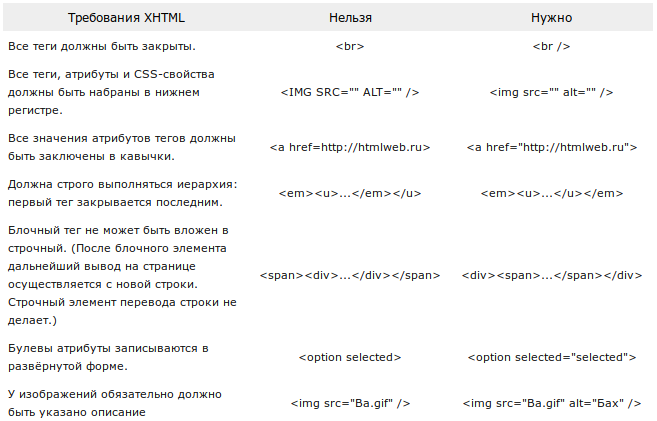 Требования XHTML Нельзя Нужно
Все теги должны быть закрыты. <br> <br />
Все теги, атрибуты и CSS-свойства
должны быть набраны в нижнем <IMG SRC="" ALT="" /> <img src="" alt="" />
регистре.
Все значения атрибутов тегов должны
быть заключены в кавычки. <a href=http://htmlweb.ru> <a href="http://htmlweb.ru">
Должна строго выполняться иерархия:
первый тег закрывается последним. <em><u>...</em></u> <em><u>...</u></em>
Блочный тег не может быть вложен в
строчный. (После блочного элемента
дальнейший вывод на странице <span><div>...</div></span> <div><span>...</span></div>
осуществляется с новой строки.
Строчный элемент перевода строки не
делает.)
Булевы атрибуты записываются в
развёрнутой форме. <option selected> <option selected="selected">
У изображений обязательно должно
быть указано описание <img src="Ba.gif" /> <img src="Ba.gif" alt="Бах" />